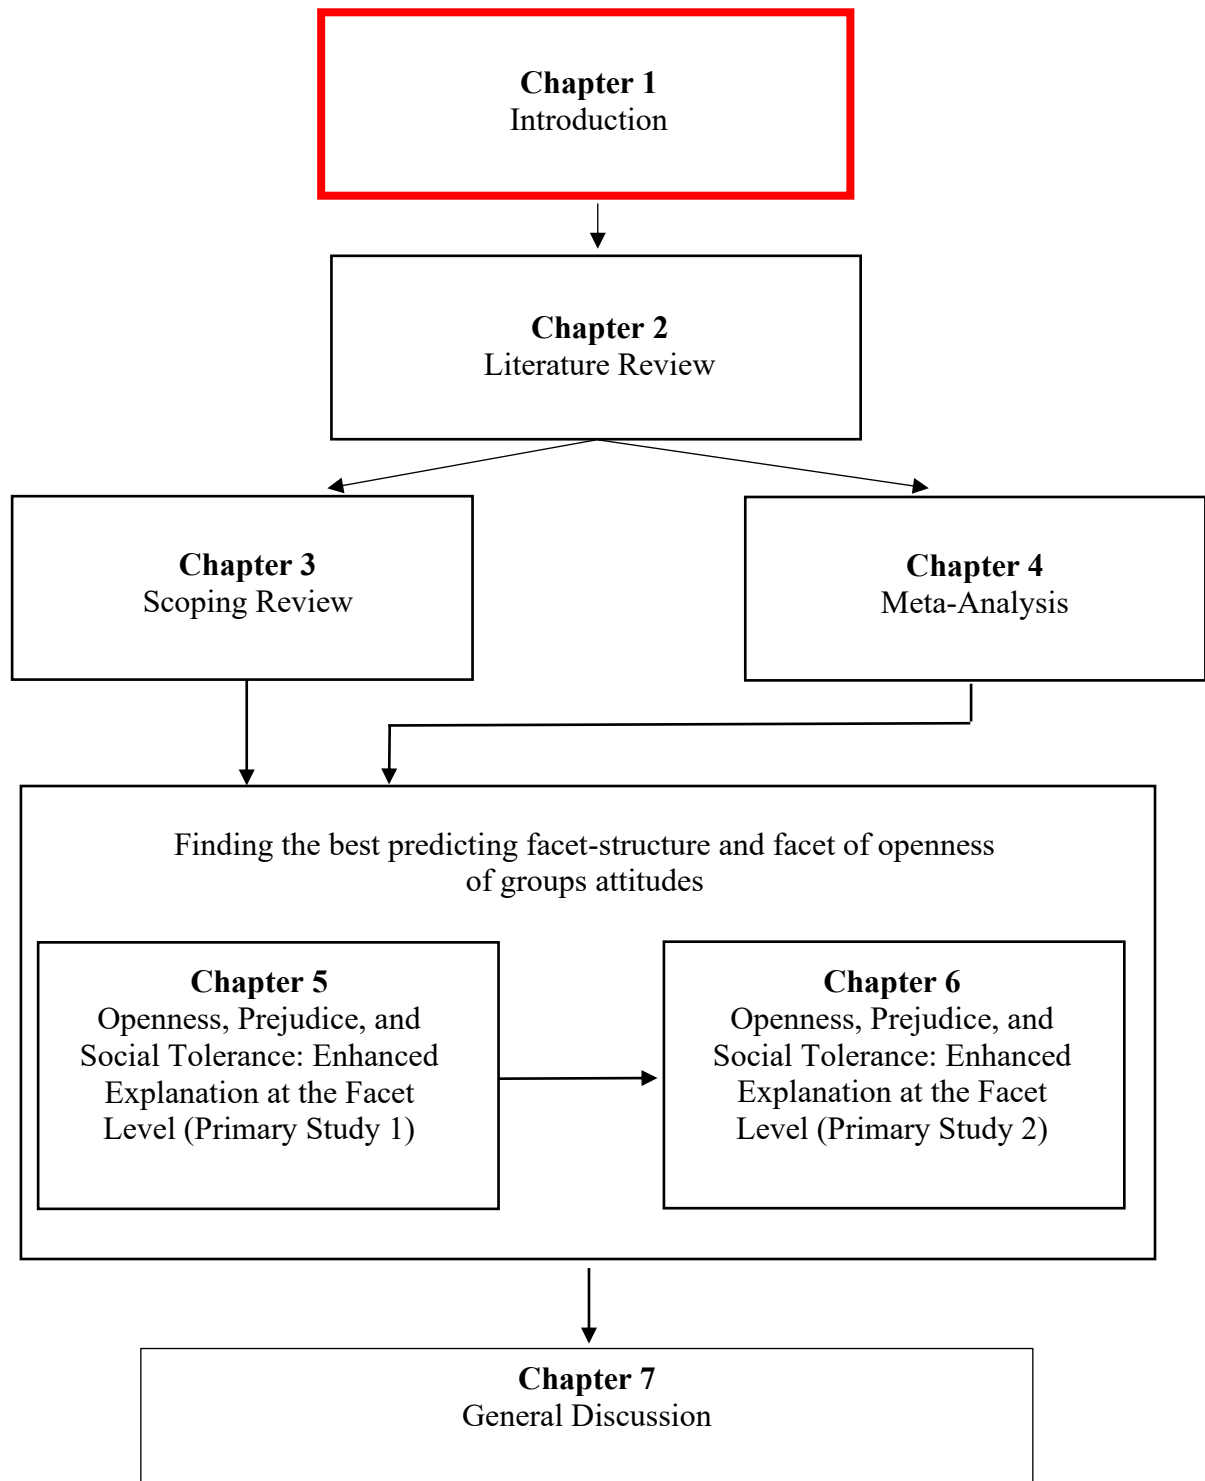 Chapter 1
Introduction
Chapter 2
Literature Review
Chapter 3
Scoping Review
Chapter 4
Meta-Analysis
Finding the best predicting facet-structure and facet of openness
of groups attitudes
Chapter 5
Openness, Prejudice, and
Social Tolerance: Enhanced
Explanation at the Facet
Level (Primary Study 1)
Chapter 6
Openness, Prejudice, and
Social Tolerance: Enhanced
Explanation at the Facet
Level (Primary Study 2)
Chapter 7
General Discussion